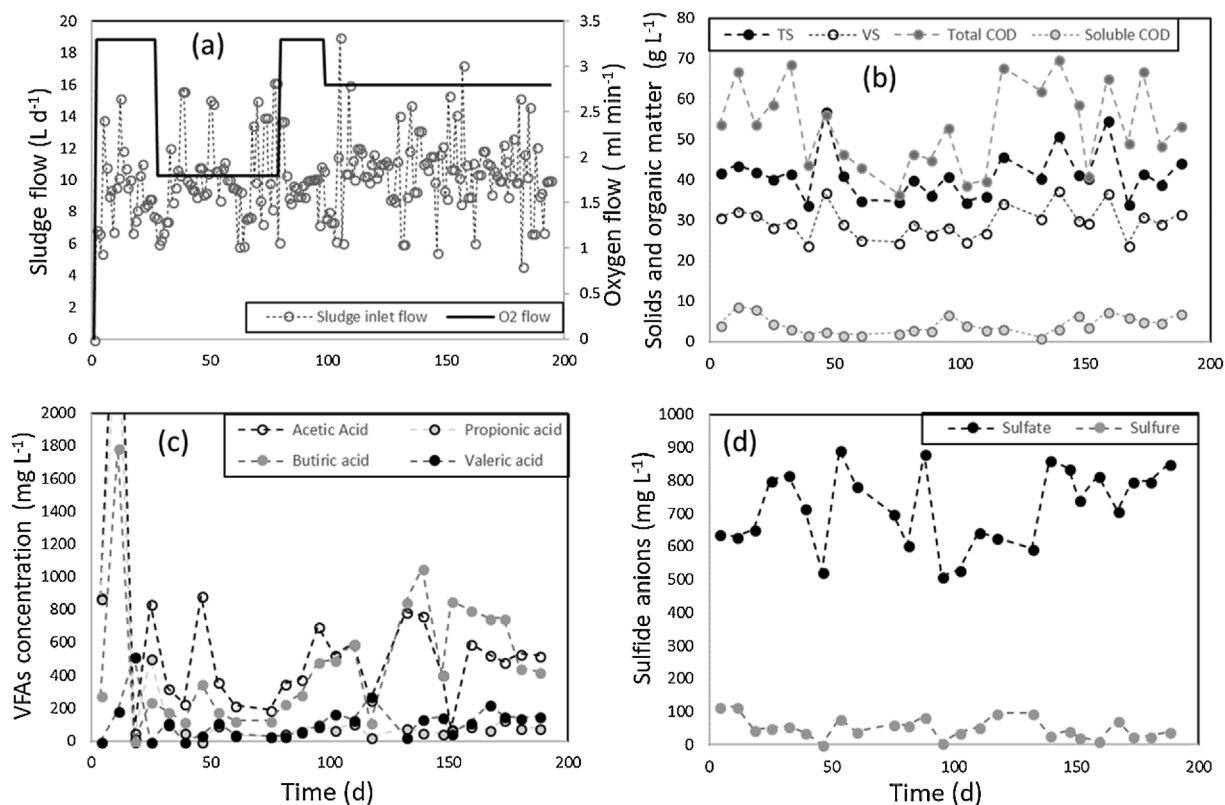 (a)
Sludge flow (L d⁻¹)
20
18
16
14
12
10
8
6
4
2
0
3.5
3
2.5
2
1.5
1
0.5
0
Oxygen flow ( ml min⁻¹)
Sludge inlet flow
O2 flow
0 50 100 150 200
(b)
Solids and organic matter (g L⁻¹)
80
70
60
50
40
30
20
10
0
TS VS Total COD Soluble COD
0 50 100 150 200
(c)
VFAs concentration (mg L⁻¹)
2000
1800
1600
1400
1200
1000
800
600
400
200
0
Acetic Acid Propionic acid
Butiric acid Valeric acid
0 50 100 150 200
Time (d)
(d)
Sulfide anions (mg L⁻¹)
1000
900
800
700
600
500
400
300
200
100
0
Sulfate Sulfure
0 50 100 150 200
Time (d)